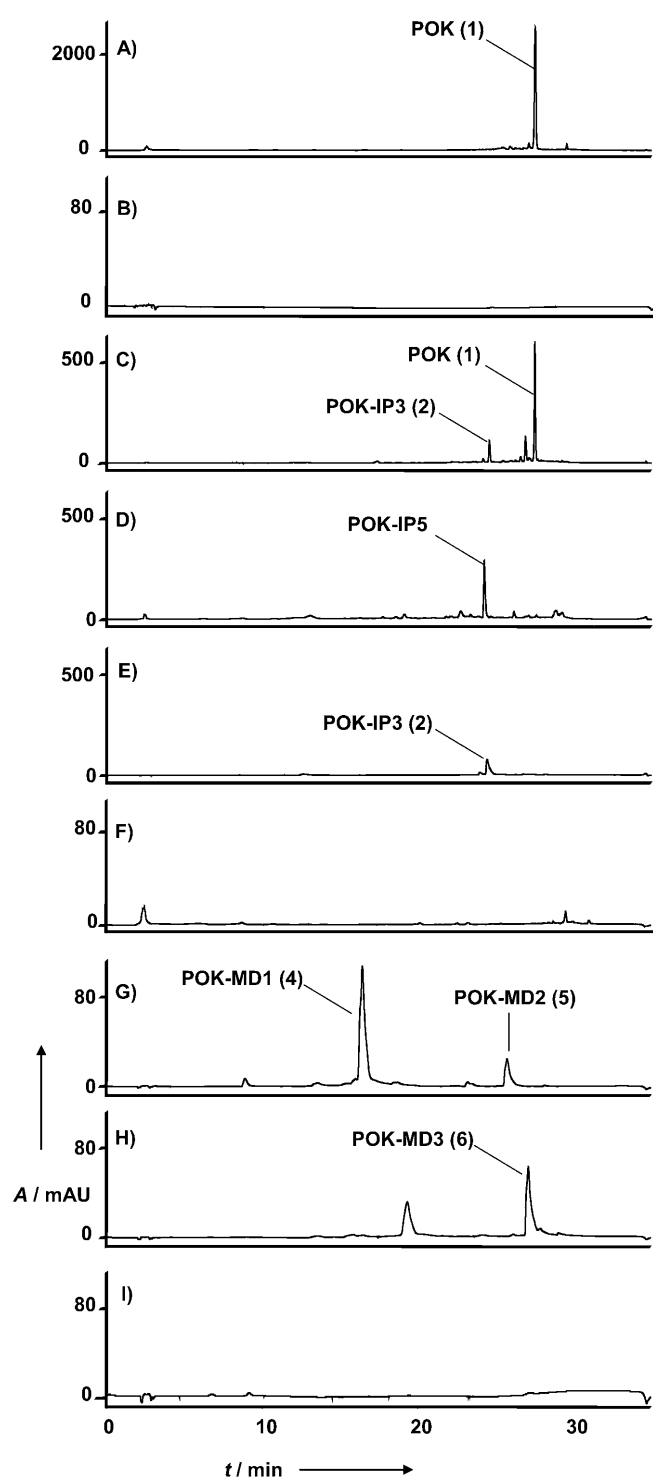 A)
POK (1)
2000
0
B)
80
0
C)
POK (1)
500
POK-IP3 (2)
0
D)
500
POK-IP5
0
E)
500
POK-IP3 (2)
0
F)
80
0
G)
POK-MD1 (4)
80
POK-MD2 (5)
0
H)
80
POK-MD3 (6)
A / mAU
0
I)
80
0
0 10 20 30
t / min